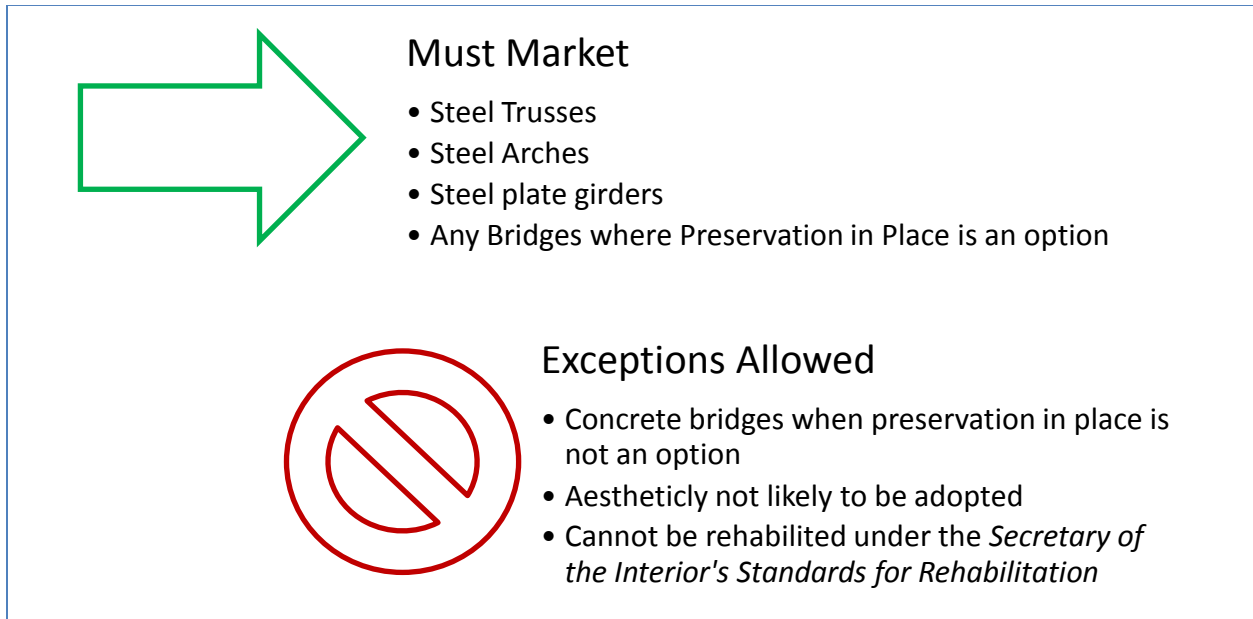 Must Market
• Steel Trusses
• Steel Arches
• Steel plate girders
• Any Bridges where Preservation in Place is an option
Exceptions Allowed
• Concrete bridges when preservation in place is
not an option
• Aestheticly not likely to be adopted
• Cannot be rehabilited under the Secretary of
the Interior's Standards for Rehabilitation